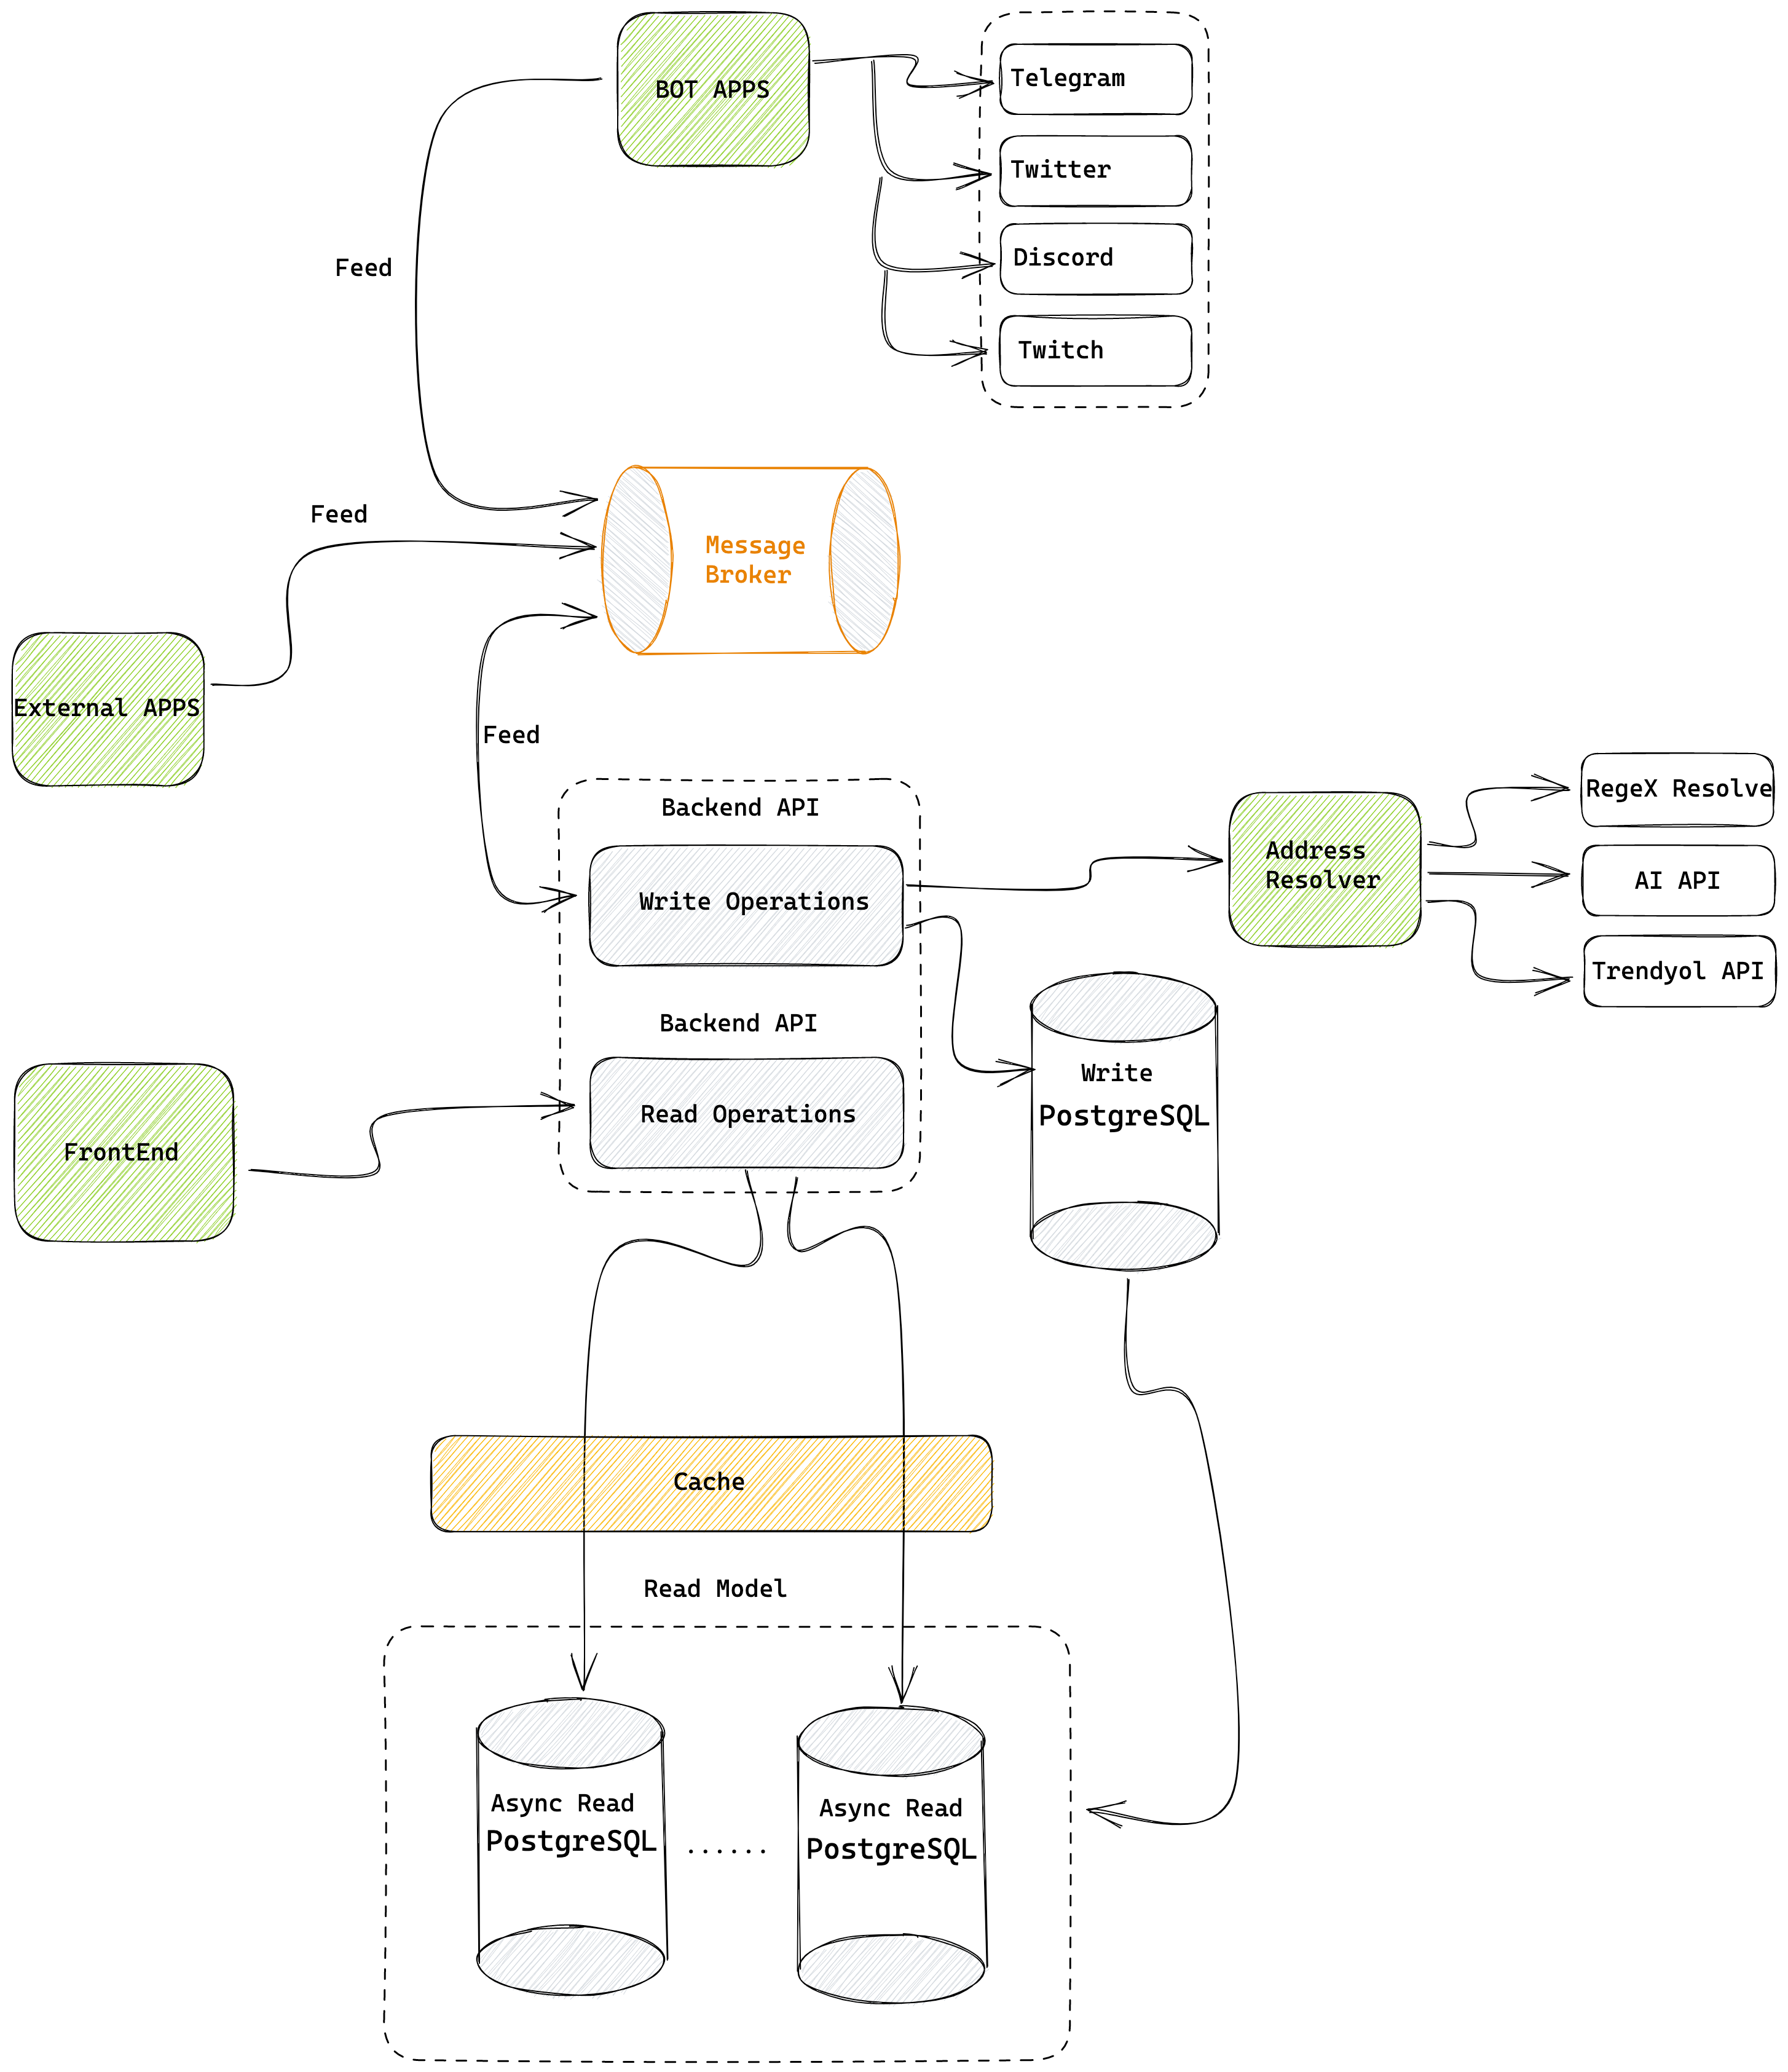 BOT APPS
Telegram
Twitter
Discord
Twitch
Feed
Feed
Message
Broker
External APPS
Feed
Backend API
Write Operations
Address
Resolver
RegeX Resolve
AI API
Trendyol API
Backend API
Read Operations
Write
PostgreSQL
FrontEnd
Cache
Read Model
Async Read
PostgreSQL
......
Async Read
PostgreSQL